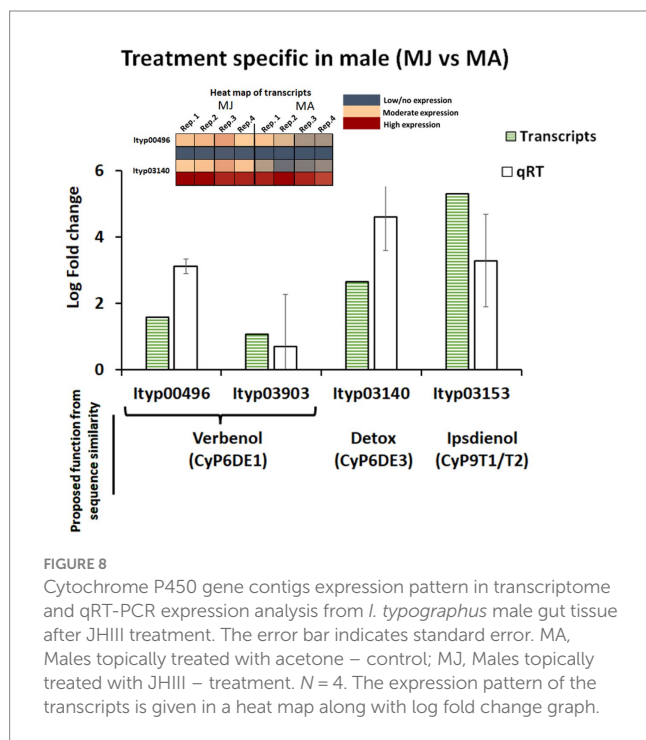 Treatment specific in male (MJ vs MA)
Heat map of transcripts
MJ MA
Rep. 1 Rep. 2 Rep.3 Rep.4 Rep. 1 Rep. 2 Rep.3 Rep.4
Low/no expression
Moderate expression
High expression
Ityp00496
Ityp03140
Transcripts
qRT
Log Fold change
6
4
2
0
Ityp00496 Ityp03903 Ityp03140 Ityp03153
Proposed function from
sequence similarity
Verbenol Detox Ipsdienol
(CyP6DE1) (CyP6DE3) (CyP9T1/T2)
FIGURE 8
Cytochrome P450 gene contigs expression pattern in transcriptome
and qRT-PCR expression analysis from I. typographus male gut tissue
after JHIII treatment. The error bar indicates standard error. MA,
Males topically treated with acetone – control; MJ, Males topically
treated with JHIII – treatment. N = 4. The expression pattern of the
transcripts is given in a heat map along with log fold change graph.